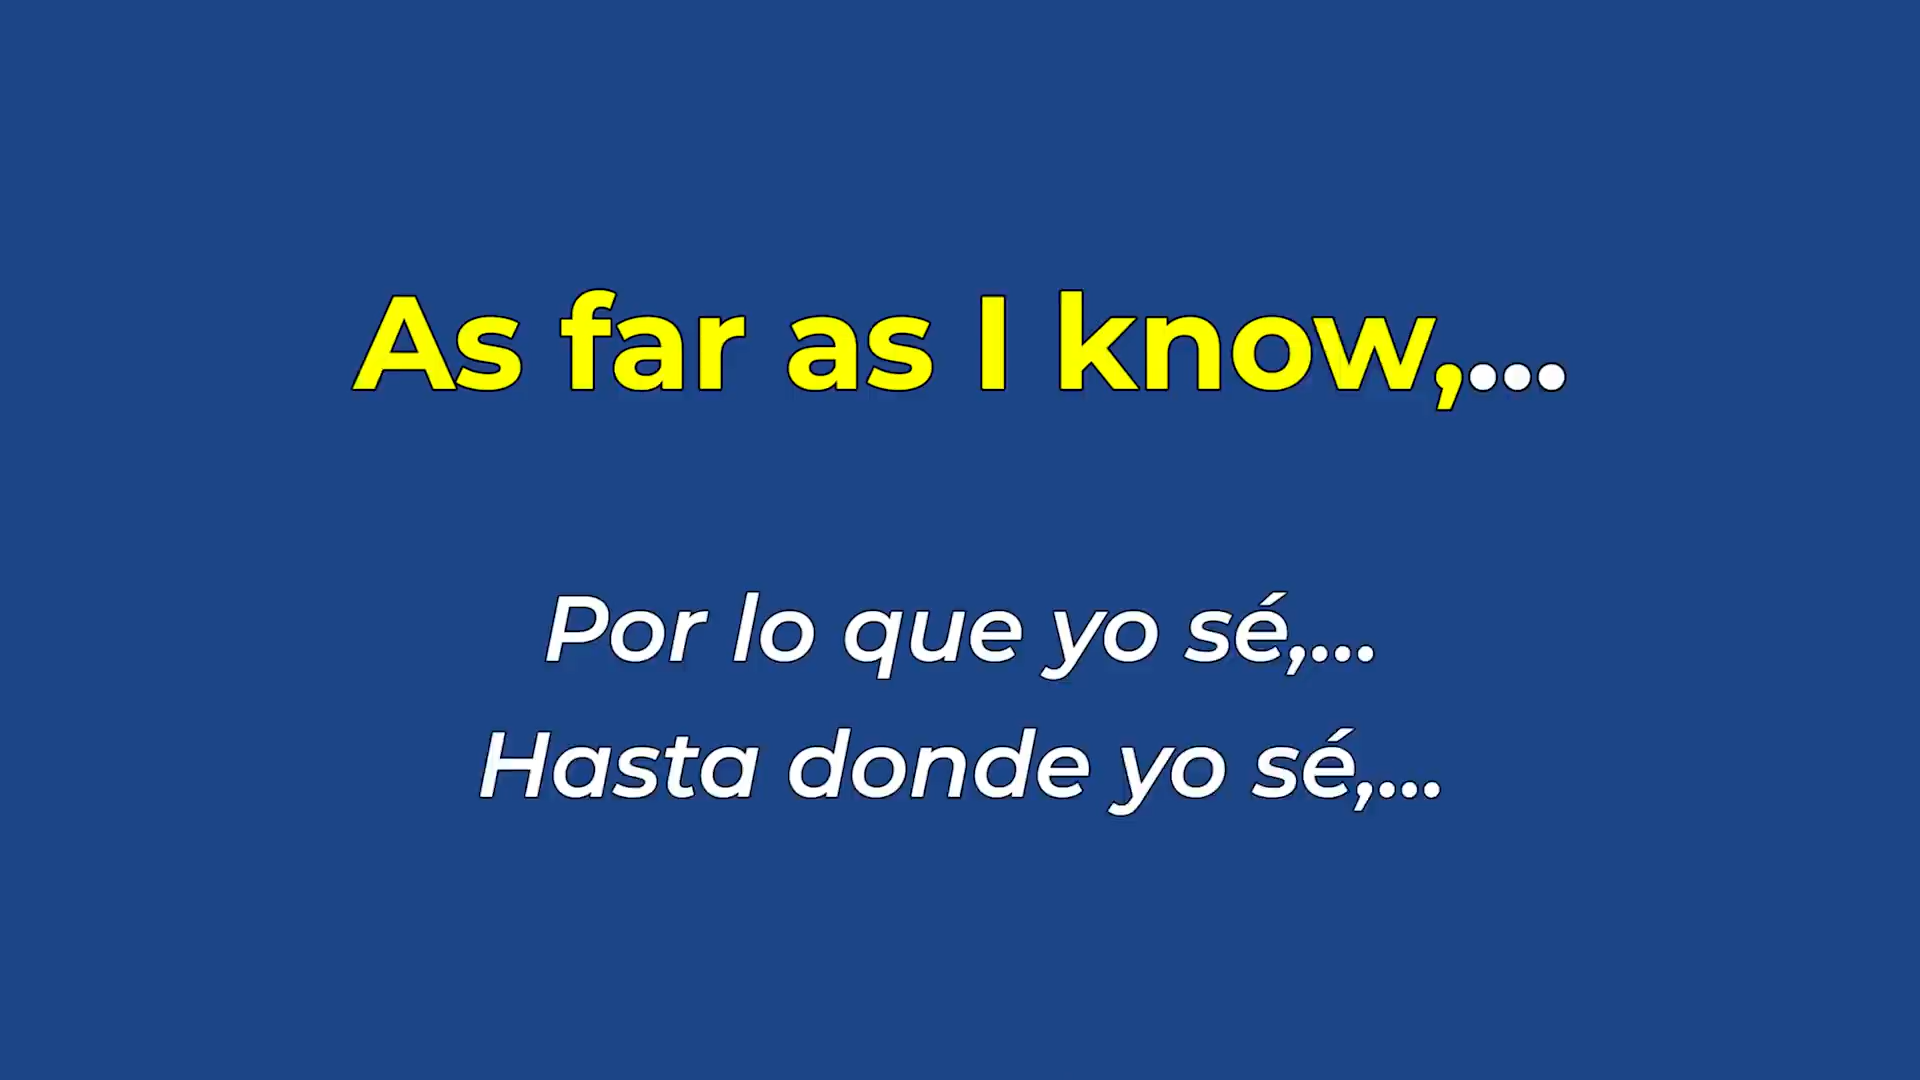 As far as I know,...
Por lo que yo sé,...
Hasta donde yo sé,...